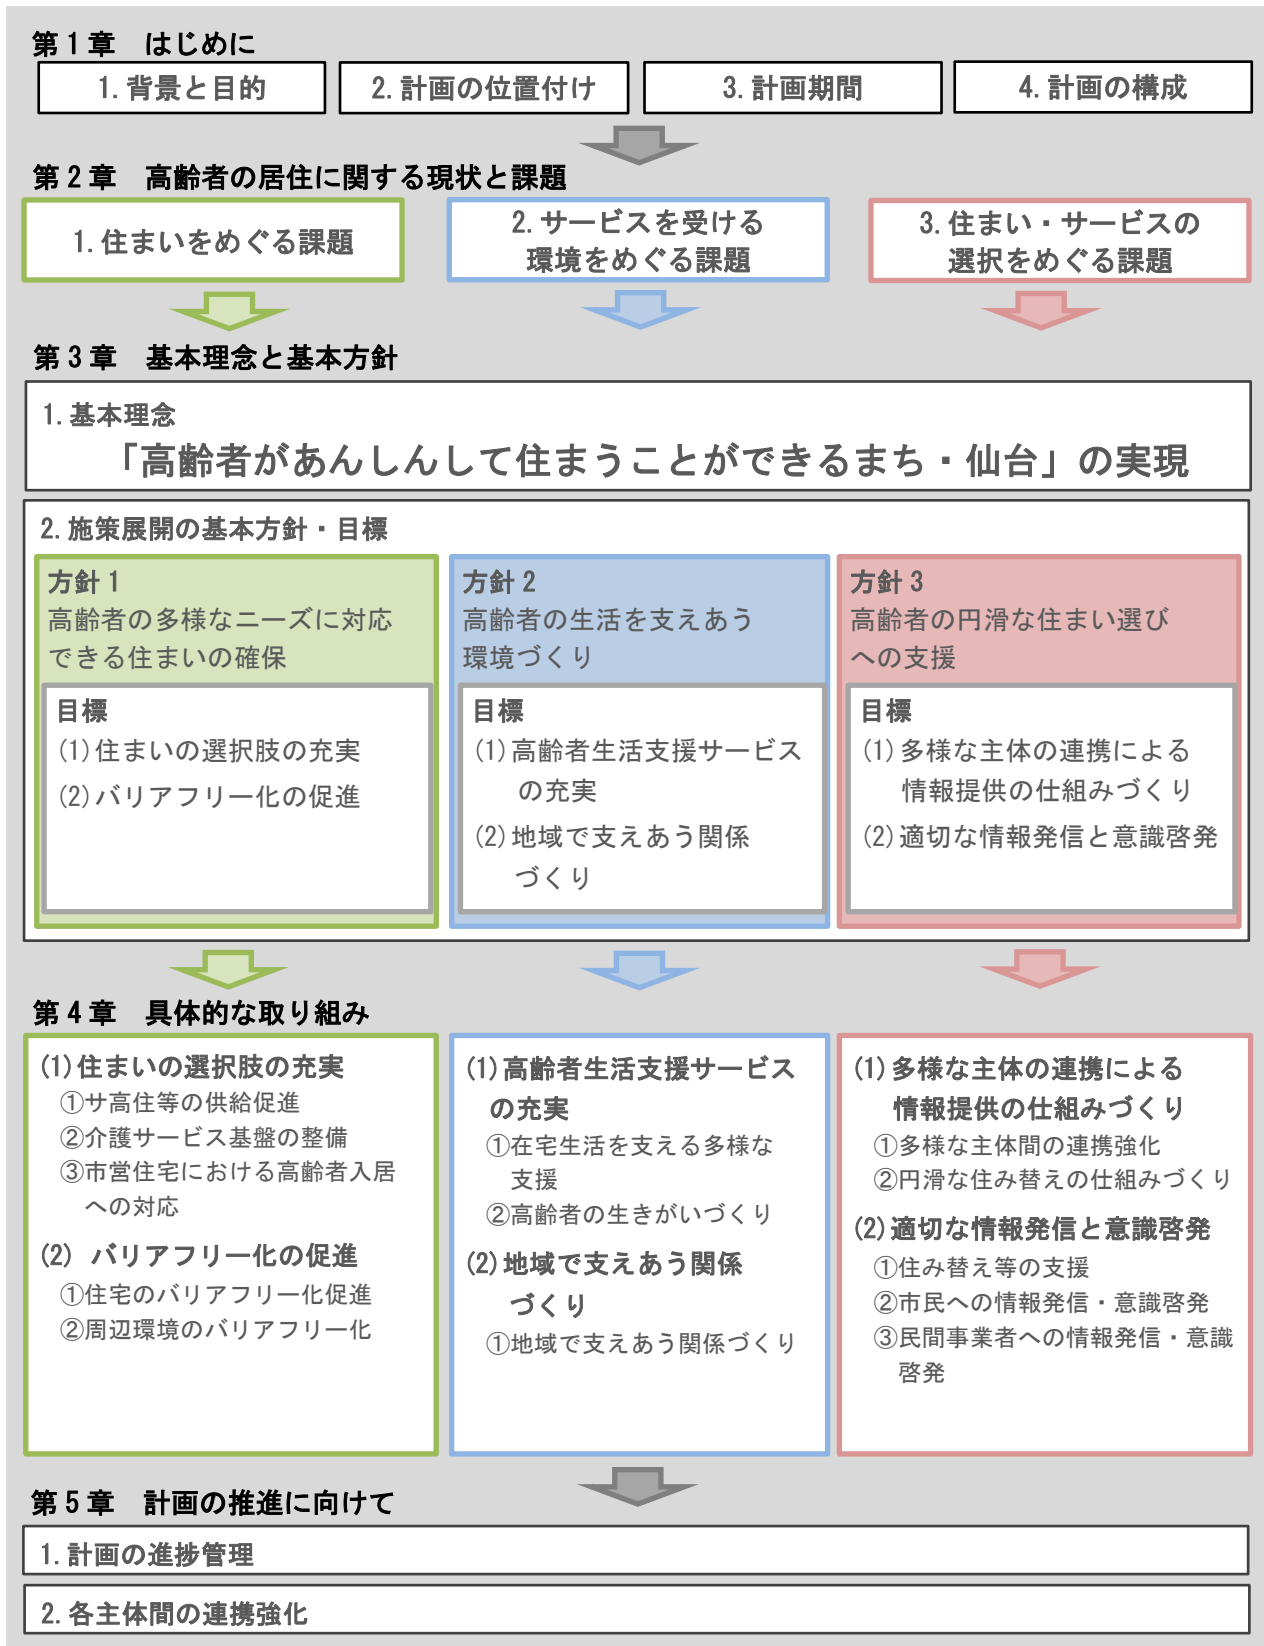 第1章　はじめに
1.背景と目的
2.計画の位置付け
3.計画期間
4.計画の構成
第2章　高齢者の居住に関する現状と課題
1.住まいをめぐる課題
2.サービスを受ける
環境をめぐる課題
3.住まい・サービスの
選択をめぐる課題
第3章　基本理念と基本方針
1.基本理念
「高齢者があんしんして住まうことができるまち・仙台」の実現
2.施策展開の基本方針・目標
方針1
高齢者の多様なニーズに対応
できる住まいの確保
目標
(1)住まいの選択肢の充実
(2)バリアフリー化の促進
方針2
高齢者の生活を支えあう
環境づくり
目標
(1)高齢者生活支援サービス
の充実
(2)地域で支えあう関係
づくり
方針3
高齢者の円滑な住まい選び
への支援
目標
(1)多様な主体の連携による
情報提供の仕組みづくり
(2)適切な情報発信と意識啓発
第4章　具体的な取り組み
(1)住まいの選択肢の充実
①サ高住等の供給促進
②介護サービス基盤の整備
③市営住宅における高齢者入居
への対応
(2) バリアフリー化の促進
①住宅のバリアフリー化促進
②周辺環境のバリアフリー化
(1)高齢者生活支援サービス
の充実
①在宅生活を支える多様な
支援
②高齢者の生きがいづくり
(2)地域で支えあう関係
づくり
①地域で支えあう関係づくり
(1)多様な主体の連携による
情報提供の仕組みづくり
①多様な主体間の連携強化
②円滑な住み替えの仕組みづくり
(2)適切な情報発信と意識啓発
①住み替え等の支援
②市民への情報発信・意識啓発
③民間事業者への情報発信・意識
啓発
第5章　計画の推進に向けて
1.計画の進捗管理
2.各主体間の連携強化